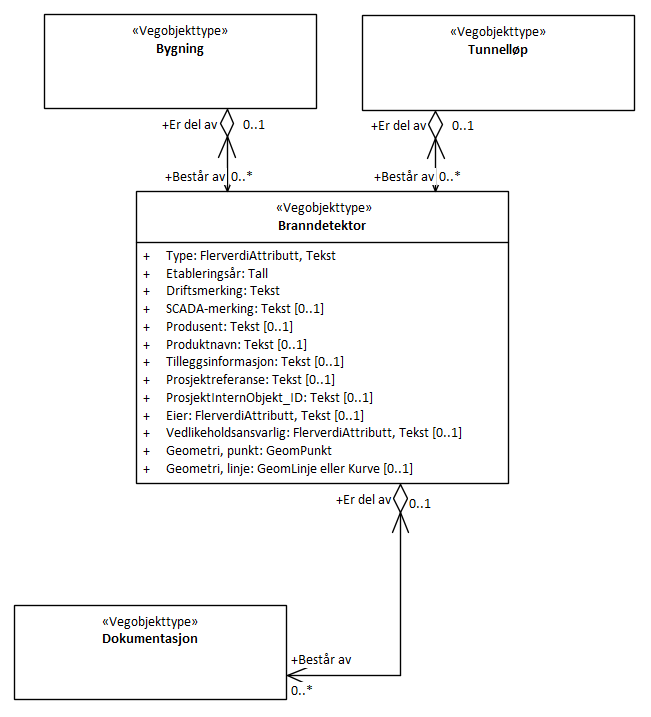 «Vegobjekttype»
Bygning
«Vegobjekttype»
Tunnelløp
+Er del av 0..1
+Er del av 0..1
+Består av 0..*
+Består av 0..*
«Vegobjekttype»
Branndetektor
+ Type: FlerverdiAttributt, Tekst
+ Etableringsår: Tall
+ Driftsmerking: Tekst
+ SCADA-merking: Tekst [0..1]
+ Produsent: Tekst [0..1]
+ Produktnavn: Tekst [0..1]
+ Tilleggsinformasjon: Tekst [0..1]
+ Prosjektreferanse: Tekst [0..1]
+ ProsjektInternObjekt_ID: Tekst [0..1]
+ Eier: FlerverdiAttributt, Tekst [0..1]
+ Vedlikeholdsansvarlig: FlerverdiAttributt, Tekst [0..1]
+ Geometri, punkt: GeomPunkt
+ Geometri, linje: GeomLinje eller Kurve [0..1]
+Er del av 0..1
«Vegobjekttype»
Dokumentasjon
+Består av
0..*